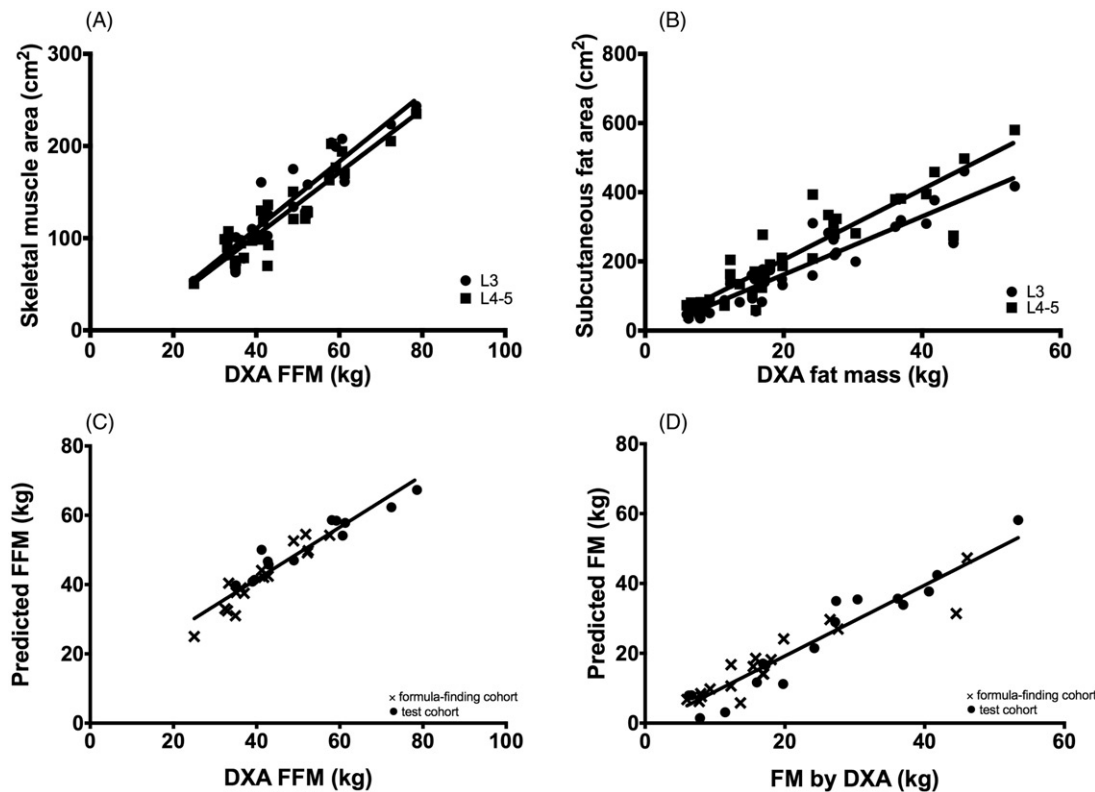 (A)
Skeletal muscle area (cm²)
300
200
100
0
0 20 40 60 80 100
DXA FFM (kg)
L3
L4-5
(B)
Subcutaneous fat area (cm²)
800
600
400
200
0
0 20 40 60
DXA fat mass (kg)
L3
L4-5
(C)
Predicted FFM (kg)
80
60
40
20
0
0 20 40 60 80 100
DXA FFM (kg)
× formula-finding cohort
test cohort
(D)
Predicted FM (kg)
80
60
40
20
0
0 20 40 60
FM by DXA (kg)
× formula-finding cohort
test cohort